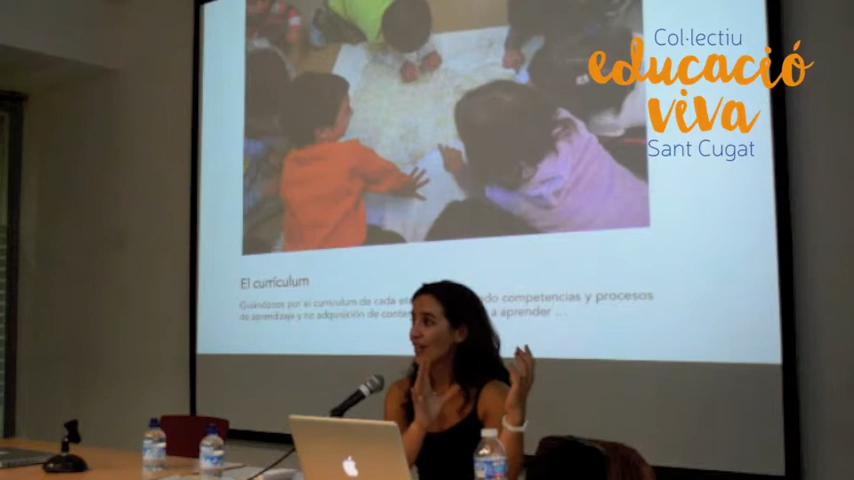 Col·lectiu
educació
viva
Sant Cugat
El currículum
Guiándonos por el currículum de cada competencias y procesos
de aprendizaje y no adquisición de a aprender ...